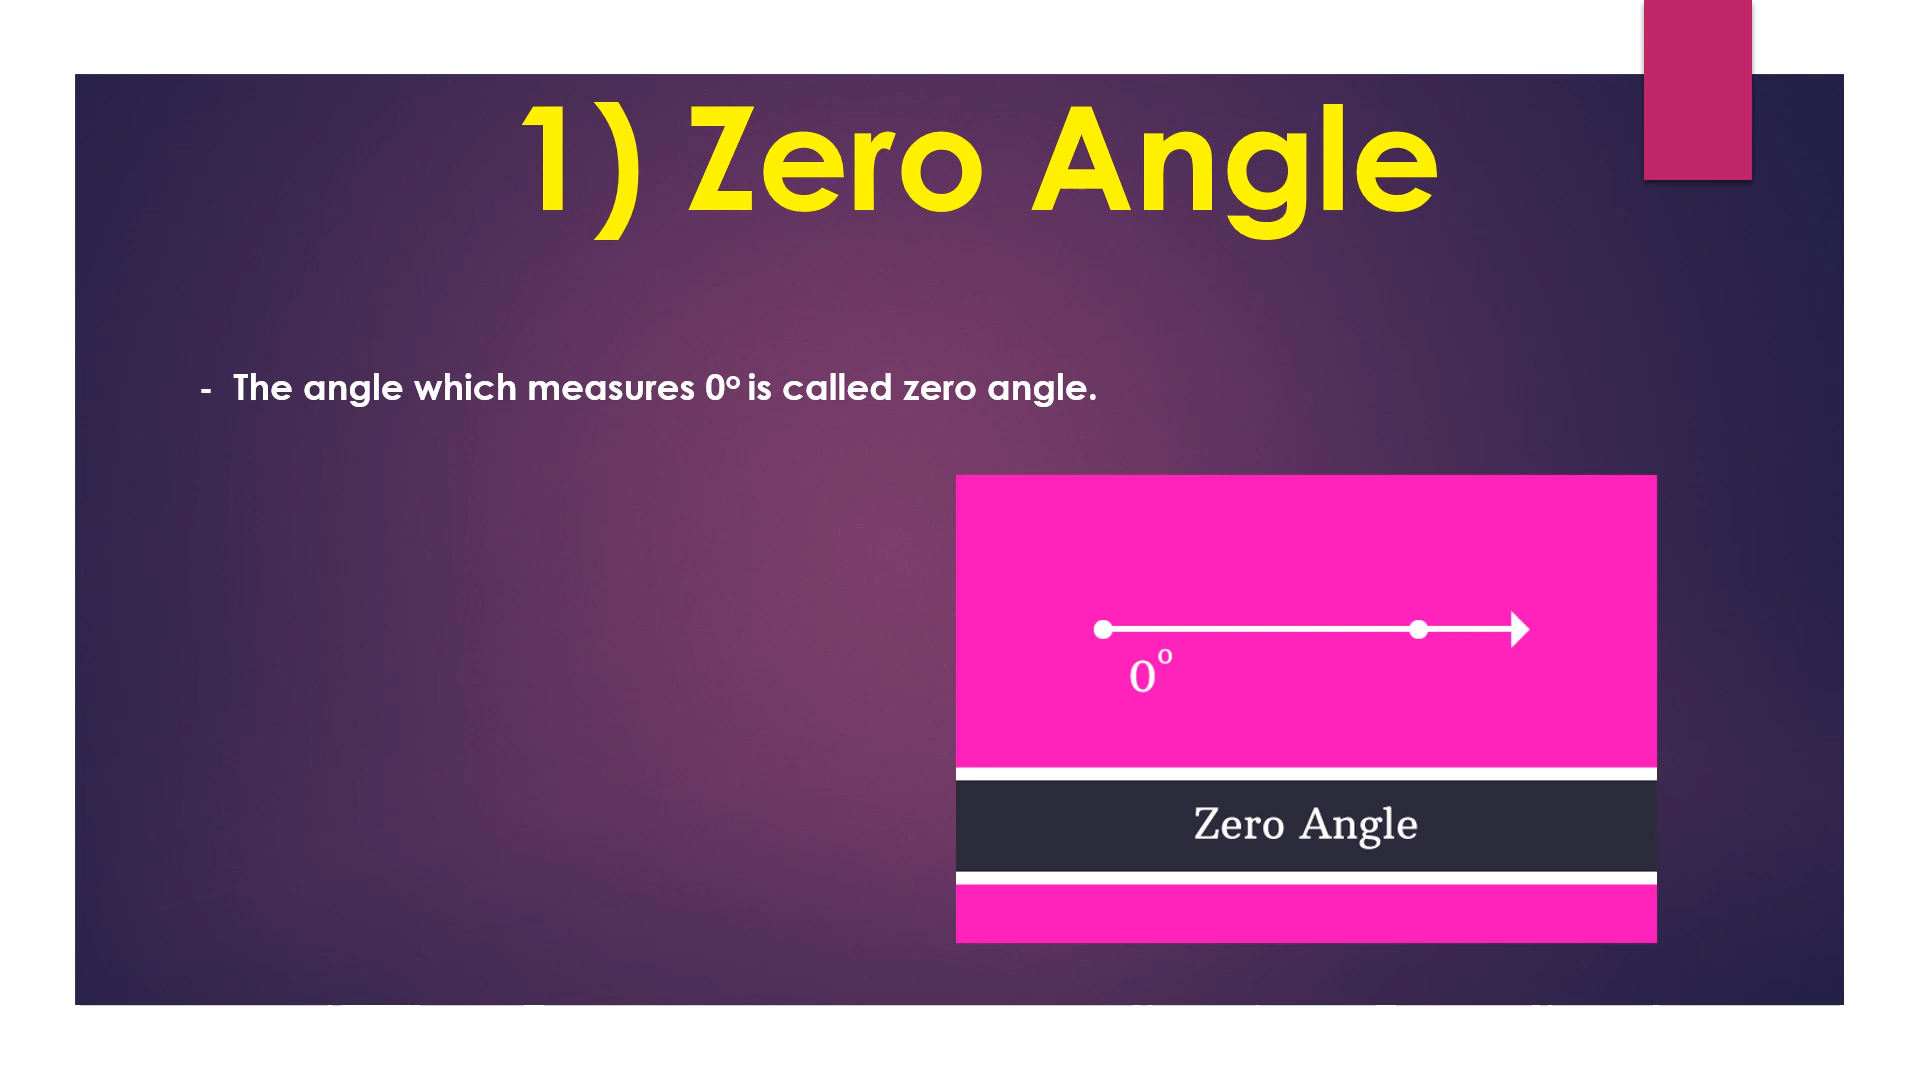 1) Zero Angle
- The angle which measures 0º is called zero angle.
0º
Zero Angle